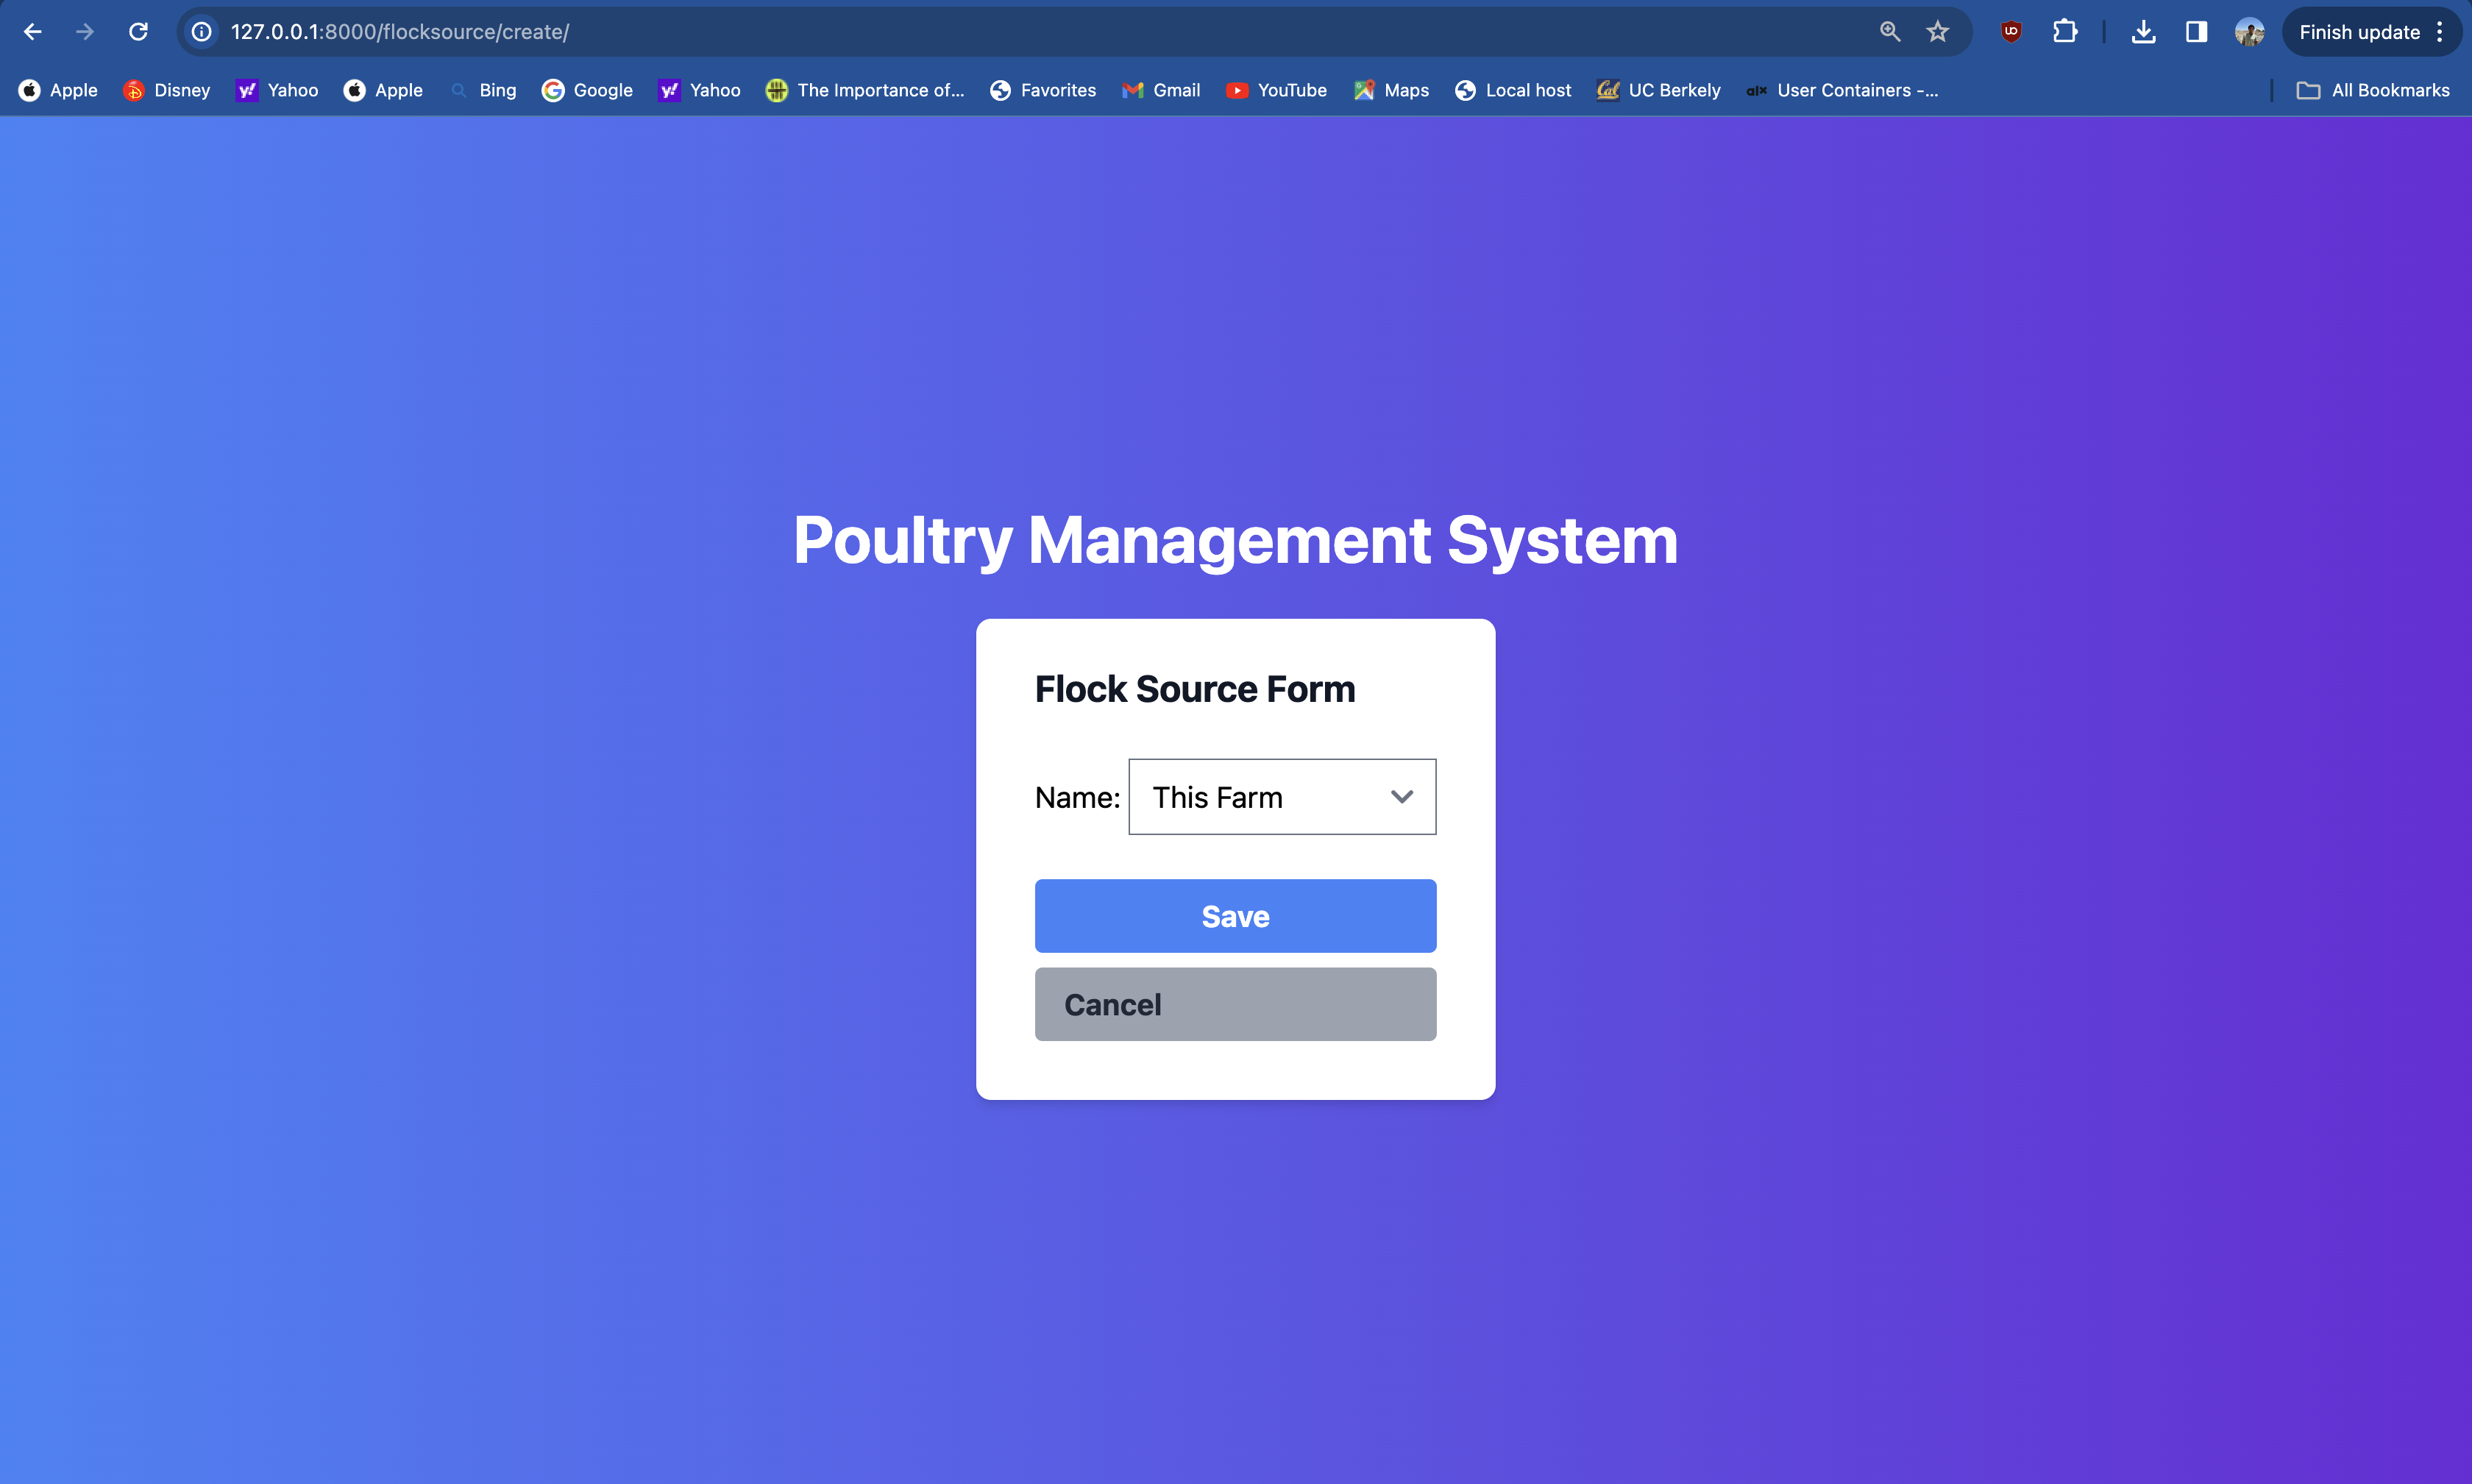 127.0.0.1:8000/flocksource/create/ Finish update
Apple Disney Yahoo Apple Bing Google Yahoo The Importance of... Favorites Gmail YouTube Maps Local host UC Berkely User Containers -... All Bookmarks
Poultry Management System
Flock Source Form
Name: This Farm
Save
Cancel